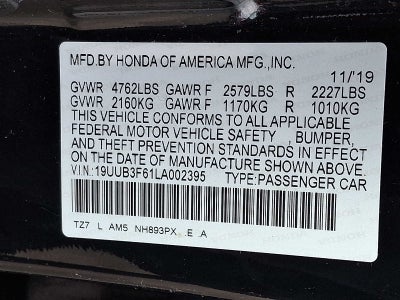 MFD.BY HONDA OF AMERICA MFG.,INC.
11/'19
GVWR 4762LBS GAWR F 2579LBS R 2227LBS
GVWR 2160KG GAWR F 1170KG R 1010KG
THIS VEHICLE CONFORMS TO ALL APPLICABLE
FEDERAL MOTOR VEHICLE SAFETY , BUMPER,
AND THEFT PREVENTION STANDARDS IN EFFECT
ON THE DATE OF MANUFACTURE SHOWN ABOVE.
V.I.N:19UUB3F61LA002395 TYPE:PASSENGER CAR
TZ7 L AM5 NH893PX . .E .A